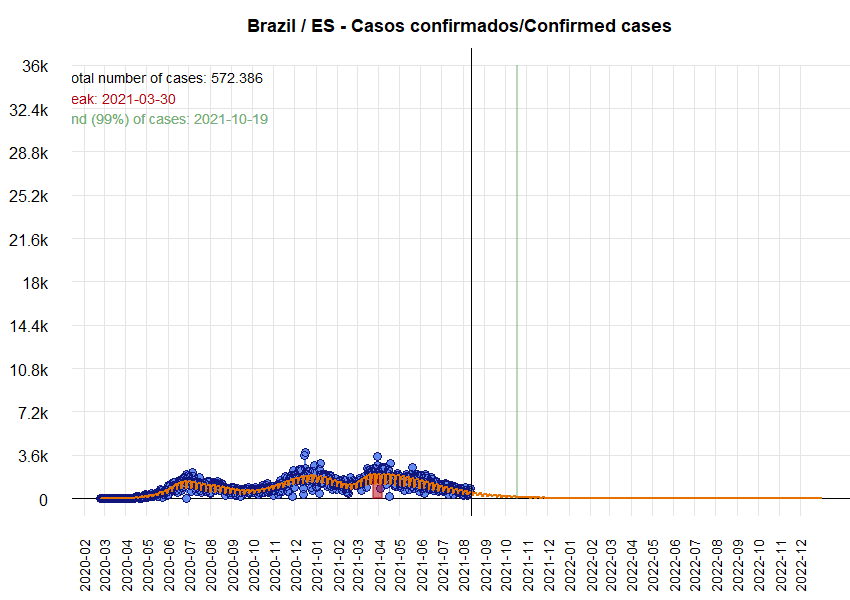 Brazil / ES - Casos confirmados/Confirmed cases
36k
otal number of cases: 572.386
eak: 2021-03-30
32.4k
nd (99%) of cases: 2021-10-19
28.8k
25.2k
21.6k
18k
14.4k
10.8k
7.2k
3.6k
0
2020-02
2020-03
2020-04
2020-05
2020-06
2020-07
2020-08
2020-09
2020-10
2020-11
2020-12
2021-01
2021-02
2021-03
2021-04
2021-05
2021-06
2021-07
2021-08
2021-09
2021-10
2021-11
2021-12
2022-01
2022-02
2022-03
2022-04
2022-05
2022-06
2022-07
2022-08
2022-09
2022-10
2022-11
2022-12